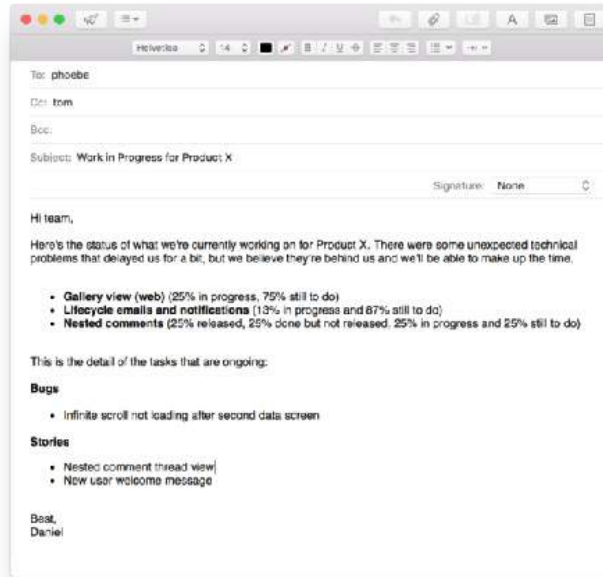 Helvetica 14 B I U S
A
To: phoebe
Cc: tom
Bcc:
Subject: Work in Progress for Product X
Signature: None
Hi team,
Here's the status of what we're currently working on for Product X. There were some unexpected technical
problems that delayed us for a bit, but we believe they're behind us and we'll be able to make up the time.
• Gallery view (web) (25% in progress, 75% still to do)
• Lifecycle emails and notifications (13% in progress and 87% still to do)
• Nested comments (25% released, 25% done but not released, 25% in progress and 25% still to do)
This is the detail of the tasks that are ongoing:
Bugs
• Infinite scroll not loading after second data screen
Stories
• Nested comment thread view
• New user welcome message
Best,
Daniel